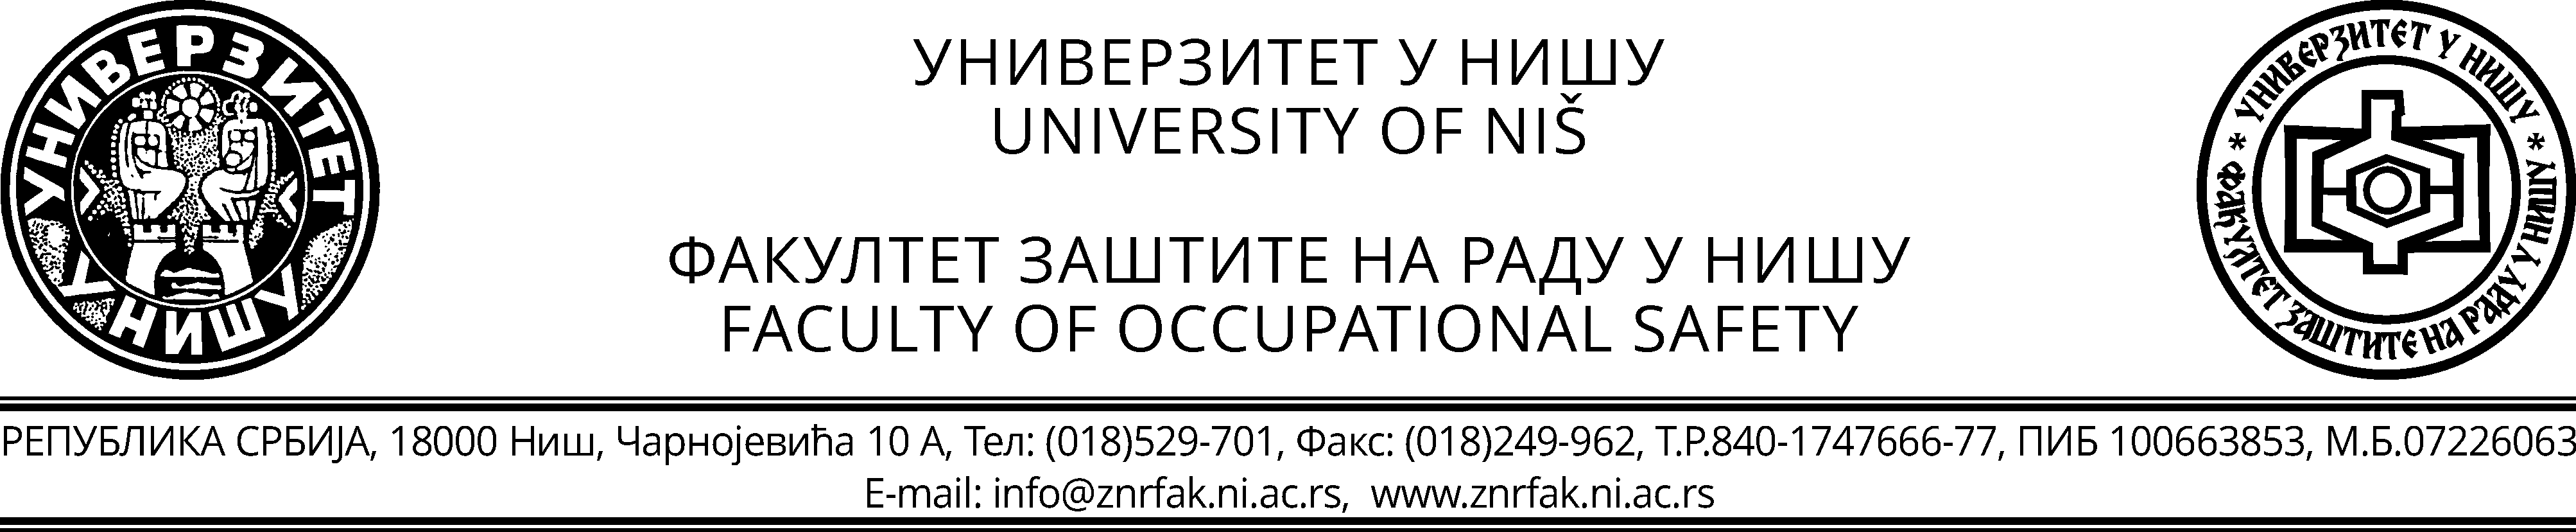 УНИВЕРЗИТЕТ У НИШУ
УНИВЕРЗИТЕТ У НИШУ
UNIVERSITY OF NIŠ
ФАКУЛТЕТ ЗАШТИТЕ НА РАДУ У НИШУ
FACULTY OF OCCUPATIONAL SAFETY
* УНИВЕРЗИТЕТ У НИШУ *
ФАКУЛТЕТ ЗАШТИТЕ НА РАДУ У НИШУ
РЕПУБЛИКА СРБИЈА, 18000 Ниш, Чарнојевића 10 А, Тел: (018)529-701, Факс: (018)249-962, Т.Р.840-1747666-77, ПИБ 100663853, М.Б.07226063
E-mail: info@znrfak.ni.ac.rs, www.znrfak.ni.ac.rs